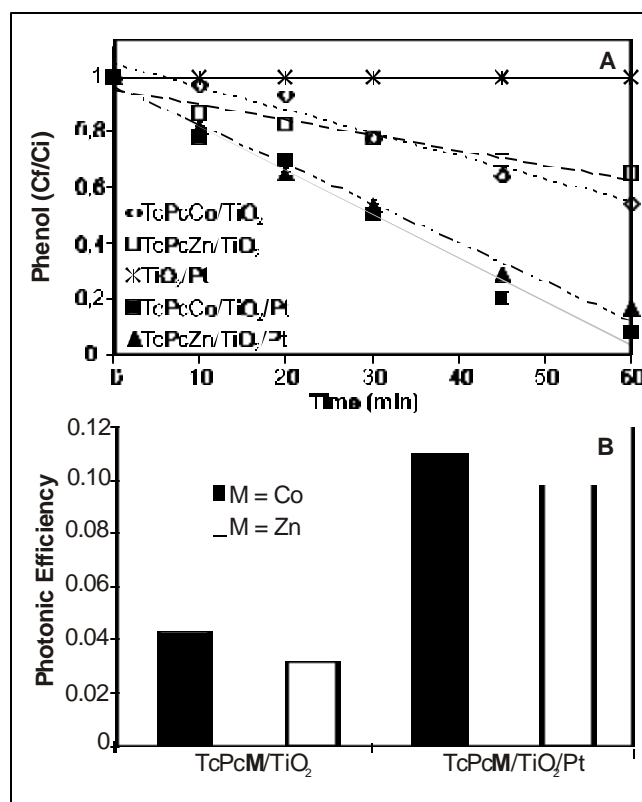 A
Phenol (Cf/Ci)
1
0,8
0,6
0,4
0,2
0
TcPcCo/TiO2
TcPcZn/TiO2
TiO2/Pt
TcPcCo/TiO2/Pt
TcPcZn/TiO2/Pt
0 10 20 30 40 50 60
Time (min)
B
Photonic Efficiency
0.12
0.10
0.08
0.06
0.04
0.02
0
M = Co
M = Zn
TcPcM/TiO2 TcPcM/TiO2/Pt